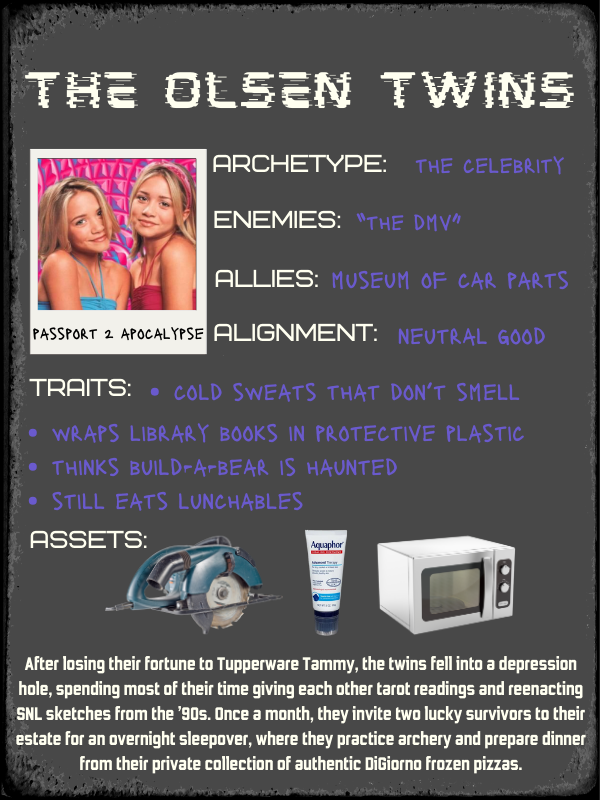 THE OLSEN TWINS
ARCHETYPE: THE CELEBRITY
ENEMIES: "THE DMV"
ALLIES: MUSEUM OF CAR PARTS
PASSPORT 2 APOCALYPSE
ALIGNMENT: NEUTRAL GOOD
TRAITS: • COLD SWEATS THAT DON'T SMELL
• WRAPS LIBRARY BOOKS IN PROTECTIVE PLASTIC
• THINKS BUILD-A-BEAR IS HAUNTED
• STILL EATS LUNCHABLES
ASSETS:
Aquaphor
Advanced Therapy
After losing their fortune to Tupperware Tammy, the twins fell into a depression
hole, spending most of their time giving each other tarot readings and reenacting
SNL sketches from the '90s. Once a month, they invite two lucky survivors to their
estate for an overnight sleepover, where they practice archery and prepare dinner
from their private collection of authentic DiGiorno frozen pizzas.